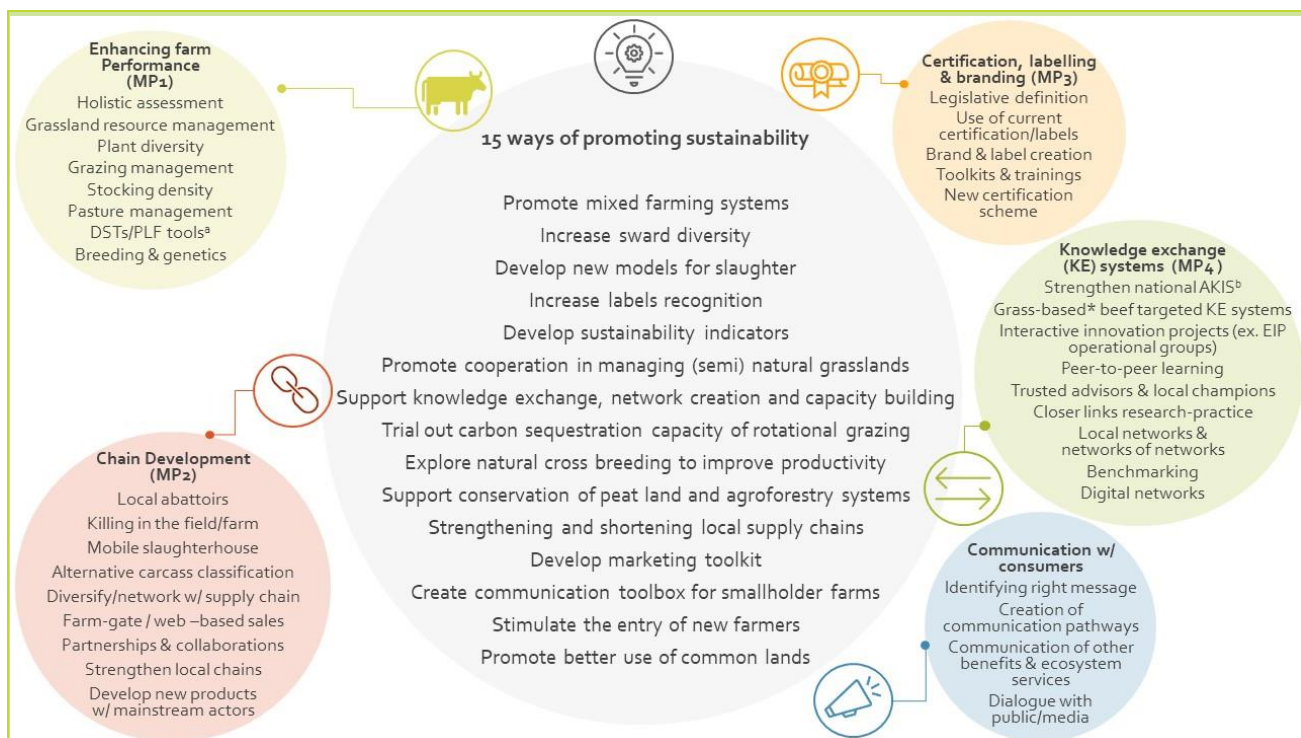 Enhancing farm
Performance
(MP1)
Holistic assessment
Grassland resource management
Plant diversity
Grazing management
Stocking density
Pasture management
DSTs/PLF toolsᵃ
Breeding & genetics
Chain Development
(MP2)
Local abattoirs
Killing in the field/farm
Mobile slaughterhouse
Alternative carcass classification
Diversify/network w/ supply chain
Farm-gate / web –based sales
Partnerships & collaborations
Strengthen local chains
Develop new products
w/ mainstream actors
15 ways of promoting sustainability
Promote mixed farming systems
Increase sward diversity
Develop new models for slaughter
Increase labels recognition
Develop sustainability indicators
Promote cooperation in managing (semi) natural grasslands
Support knowledge exchange, network creation and capacity building
Trial out carbon sequestration capacity of rotational grazing
Explore natural cross breeding to improve productivity
Support conservation of peat land and agroforestry systems
Strengthening and shortening local supply chains
Develop marketing toolkit
Create communication toolbox for smallholder farms
Stimulate the entry of new farmers
Promote better use of common lands
Certification, labelling
& branding (MP3)
Legislative definition
Use of current
certification/labels
Brand & label creation
Toolkits & trainings
New certification
scheme
Knowledge exchange
(KE) systems (MP4)
Strengthen national AKISᵇ
Grass-based* beef targeted KE systems
Interactive innovation projects (ex. EIP
operational groups)
Peer-to-peer learning
Trusted advisors & local champions
Closer links research-practice
Local networks &
networks of networks
Benchmarking
Digital networks
Communication w/
consumers
Identifying right message
Creation of
communication pathways
Communication of other
benefits & ecosystem
services
Dialogue with
public/media